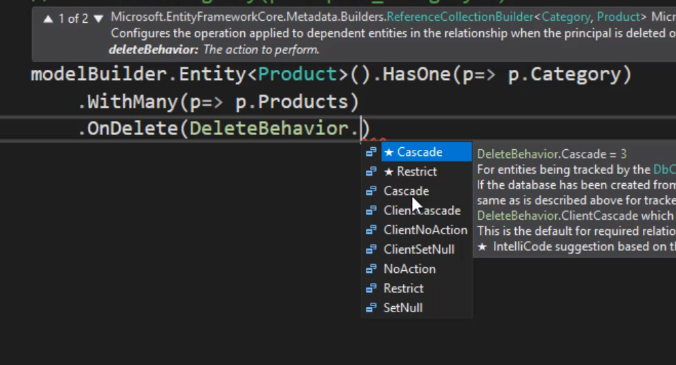 ▲ 1 of 2 ▼ Microsoft.EntityFrameworkCore.Metadata.Builders.ReferenceCollectionBuilder<Category, Product> Micr
Configures the operation applied to dependent entities in the relationship when the principal is deleted o
deleteBehavior: The action to perform.
modelBuilder.Entity<Product>().HasOne(p=> p.Category)
.WithMany(p=> p.Products)
.OnDelete(DeleteBehavior.)
★ Cascade
★ Restrict
Cascade
ClientCascade
ClientNoAction
ClientSetNull
NoAction
Restrict
SetNull
DeleteBehavior.Cascade = 3
For entities being tracked by the DbC
If the database has been created from
same as is described above for tracke
DeleteBehavior.ClientCascade which
This is the default for required relatio
★ IntelliCode suggestion based on th